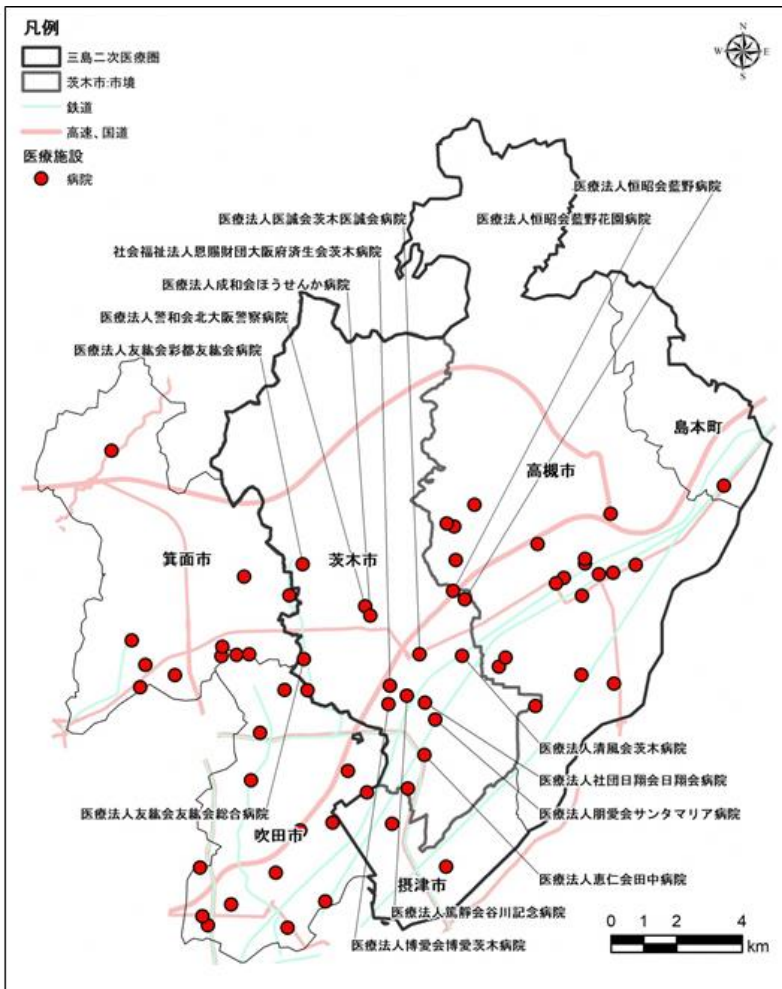 凡例
三島二次医療圏
茨木市:市境
鉄道
高速、国道
医療施設
病院
N
W E
S
医療法人恒昭会藍野病院
医療法人医誠会茨木医誠会病院
医療法人恒昭会藍野花園病院
社会福祉法人恩賜財団大阪府済生会茨木病院
医療法人成和会ほうせんか病院
医療法人警和会北大阪警察病院
医療法人友紘会彩都友紘会病院
島本町
高槻市
箕面市
茨木市
医療法人清風会茨木病院
医療法人社団日翔会日翔会病院
医療法人友紘会友紘会総合病院
医療法人朋愛会サンタマリア病院
吹田市
医療法人恵仁会田中病院
摂津市
医療法人篤靜会谷川記念病院
医療法人博愛会博愛茨木病院
0 1 2 4
km